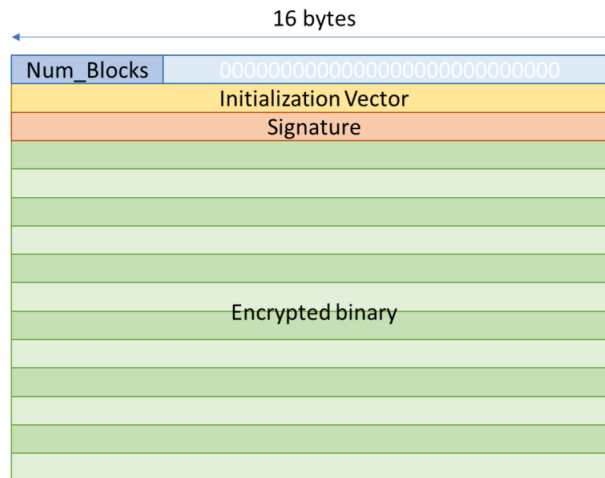 16 bytes
Num_Blocks 0000000000000000000000000000
Initialization Vector
Signature
Encrypted binary